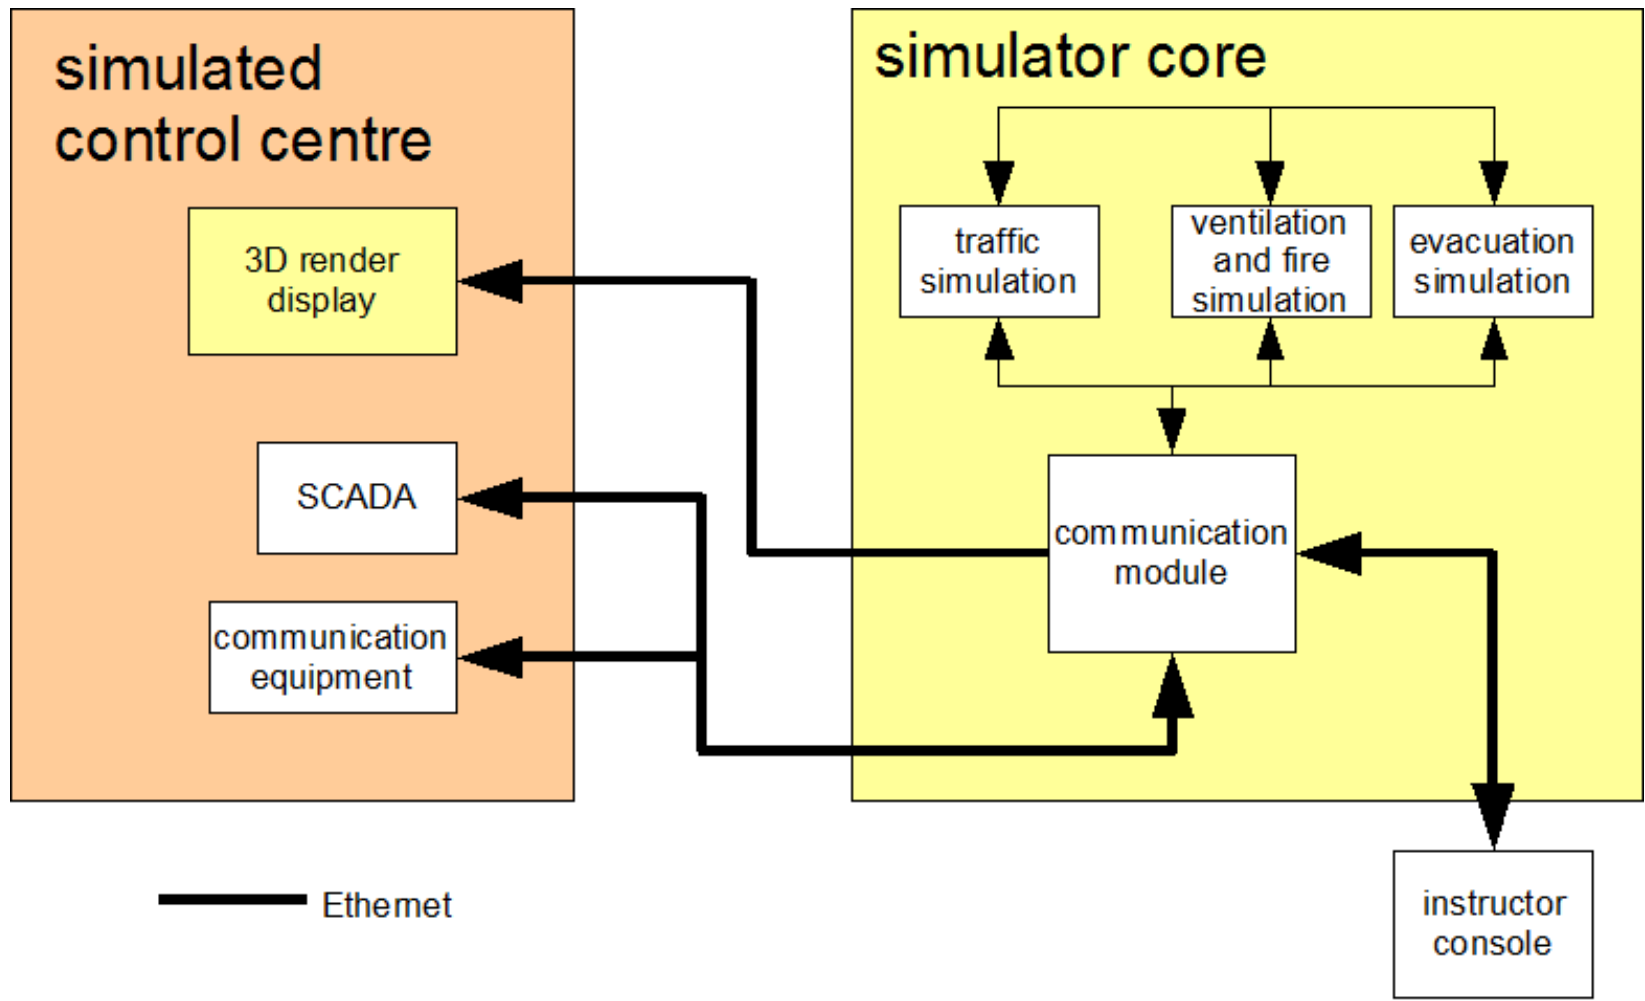 simulated
control centre
3D render
display
SCADA
communication
equipment
Ethernet
simulator core
traffic
simulation
ventilation
and fire
simulation
evacuation
simulation
communication
module
instructor
console